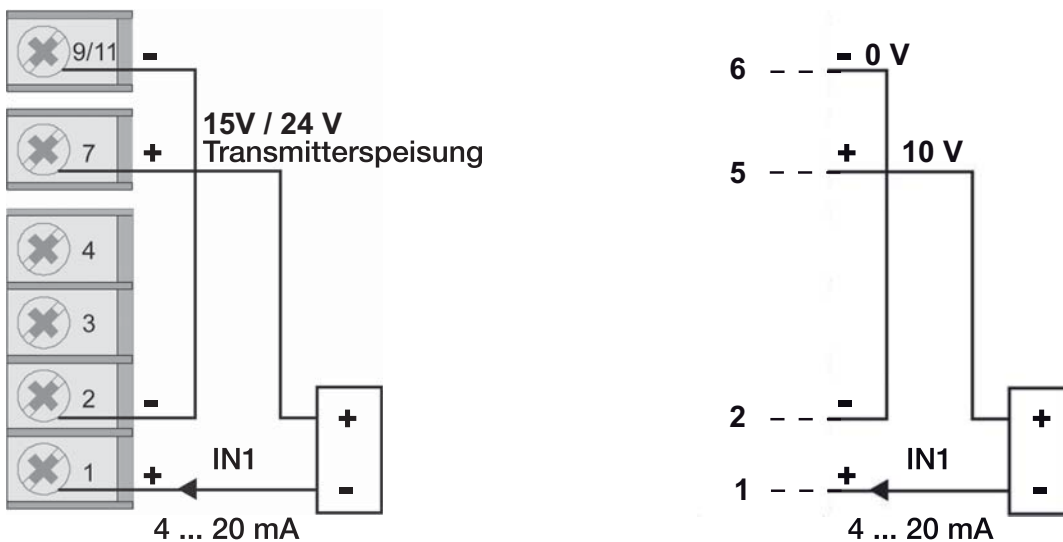 9/11 -
15V / 24 V
Transmitterspeisung
7 +
4
3
2 -
1 +
IN1
4 ... 20 mA
+
-
6 - 0 V
5 + 10 V
2 -
1 +
IN1
4 ... 20 mA
+
-